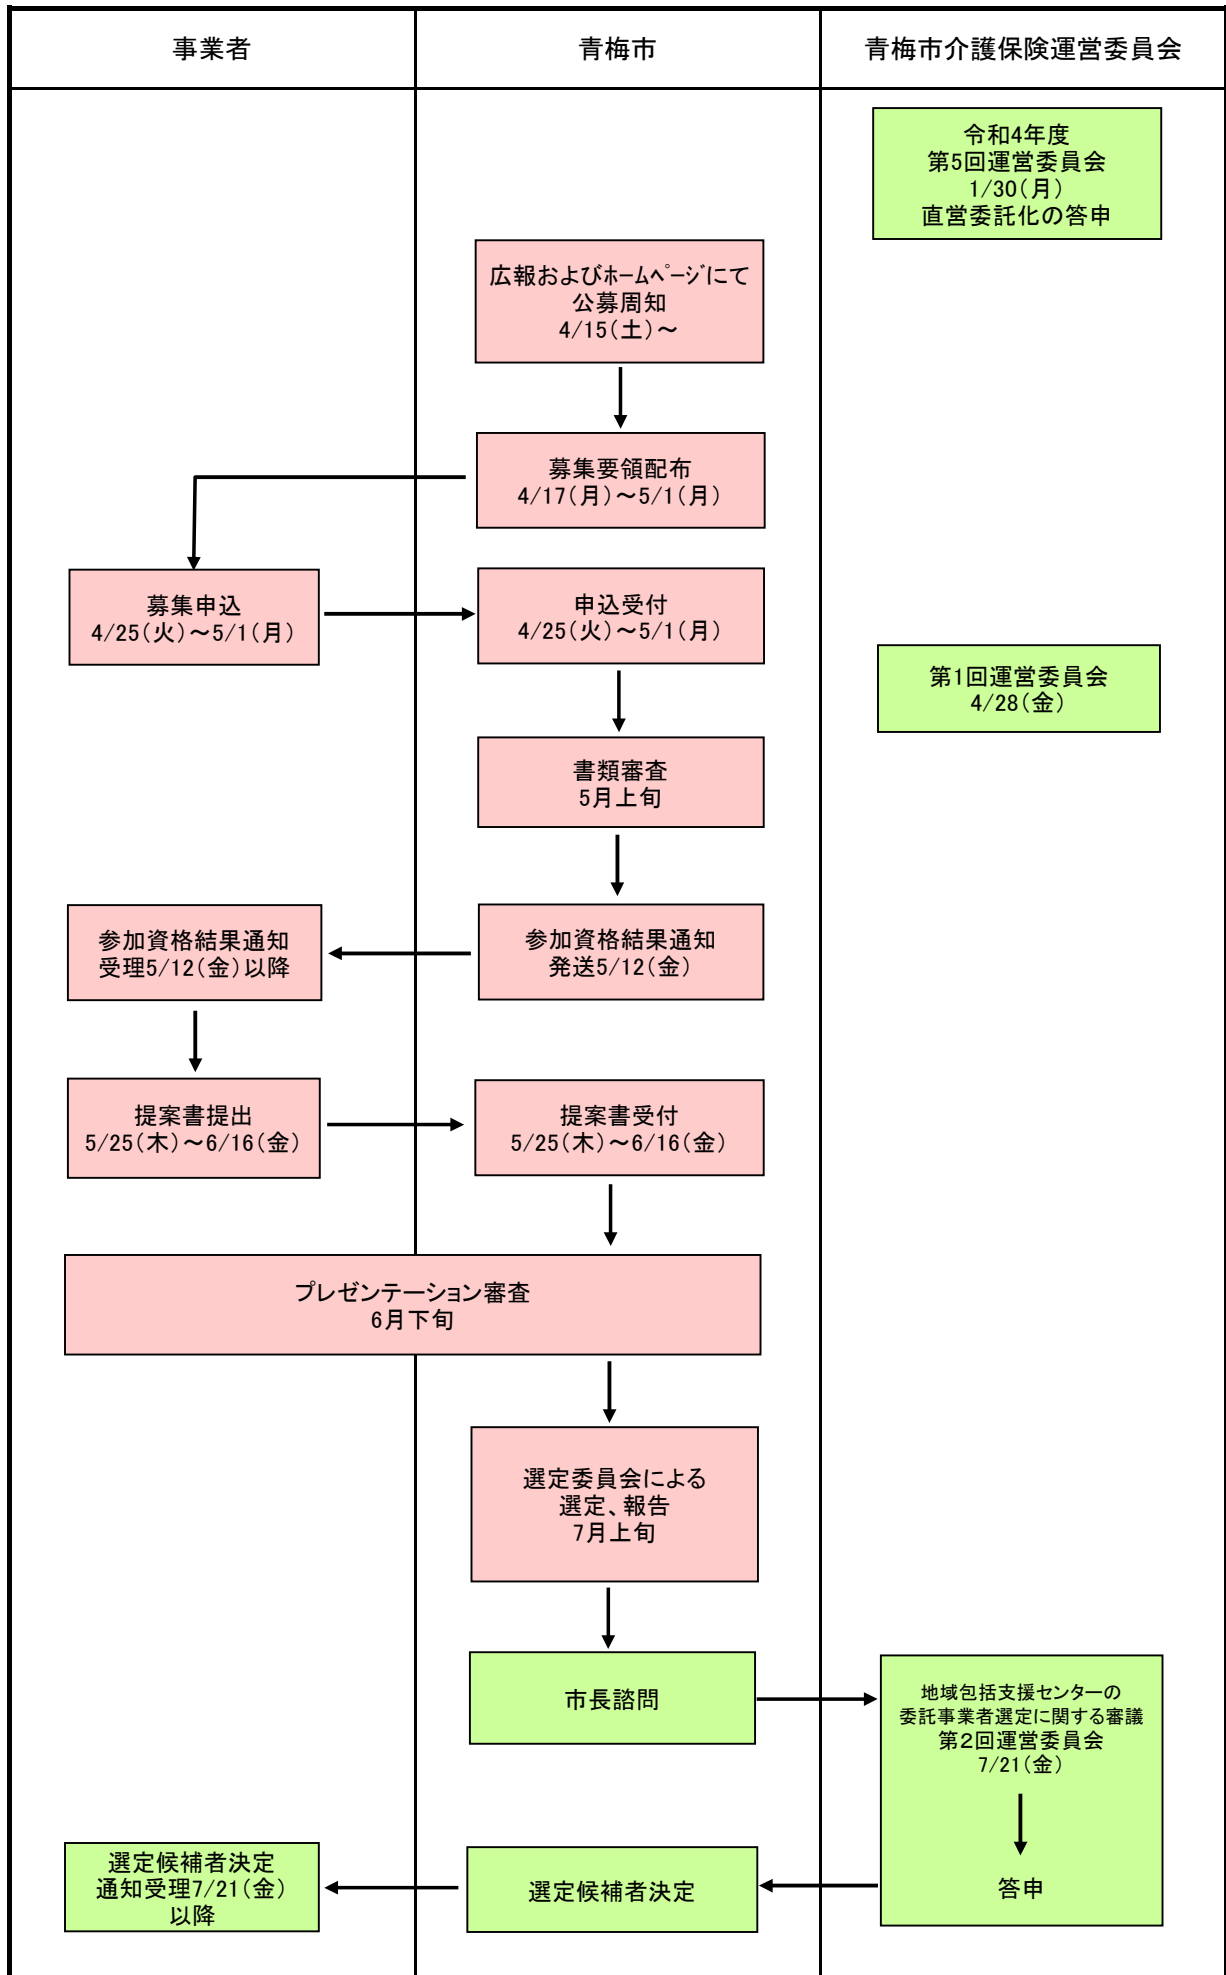 事業者
青梅市
青梅市介護保険運営委員会
令和4年度
第5回運営委員会
1/30(月)
直営委託化の答申
広報およびﾎｰﾑﾍﾟｰｼﾞにて
公募周知
4/15(土)～
募集要領配布
4/17(月)～5/1(月)
募集申込
4/25(火)～5/1(月)
申込受付
4/25(火)～5/1(月)
第1回運営委員会
4/28(金)
書類審査
5月上旬
参加資格結果通知
受理5/12(金)以降
参加資格結果通知
発送5/12(金)
提案書提出
5/25(木)～6/16(金)
提案書受付
5/25(木)～6/16(金)
プレゼンテーション審査
6月下旬
選定委員会による
選定、報告
7月上旬
市長諮問
地域包括支援センターの
委託事業者選定に関する審議
第２回運営委員会
7/21(金)
答申
選定候補者決定
選定候補者決定
通知受理7/21(金)
以降